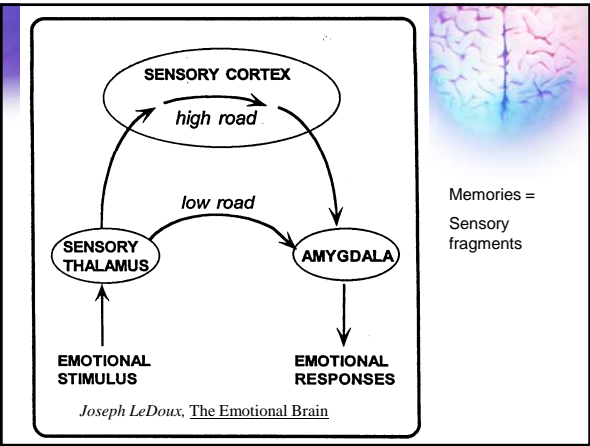 SENSORY CORTEX
high road
low road
SENSORY
THALAMUS
AMYGDALA
EMOTIONAL
STIMULUS
EMOTIONAL
RESPONSES
Joseph LeDoux, The Emotional Brain
Memories =
Sensory
fragments